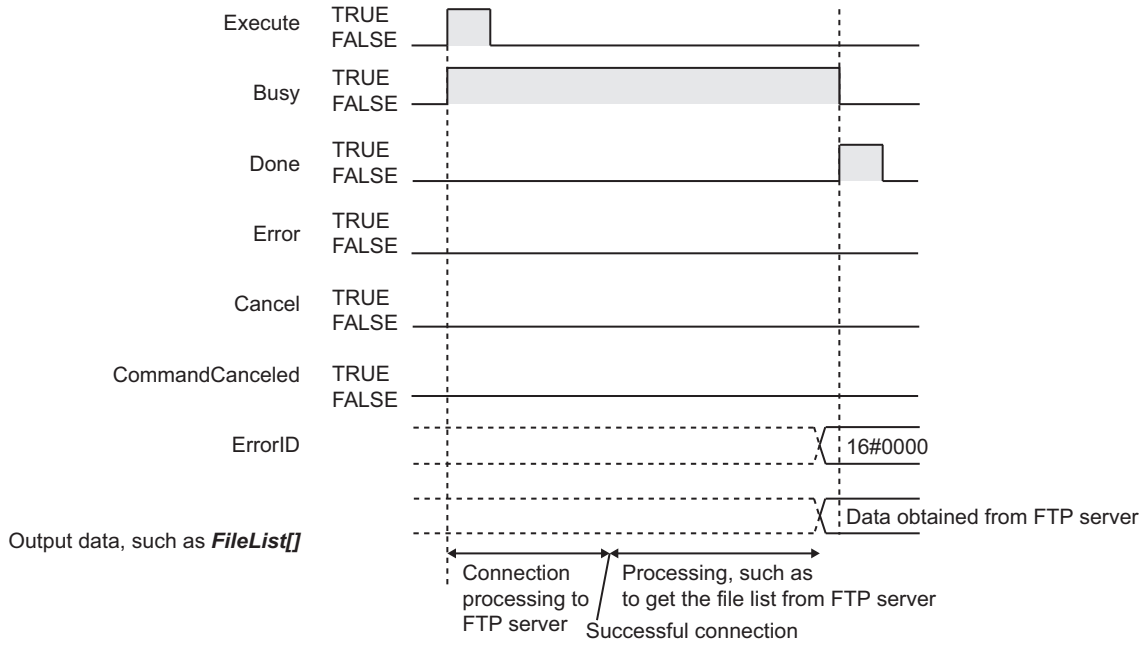 Execute
TRUE
FALSE
Busy
TRUE
FALSE
Done
TRUE
FALSE
Error
TRUE
FALSE
Cancel
TRUE
FALSE
CommandCanceled
TRUE
FALSE
ErrorID
16#0000
Output data, such as FileList[]
Data obtained from FTP server
Connection
processing to
FTP server
Processing, such as
to get the file list from FTP server
Successful connection